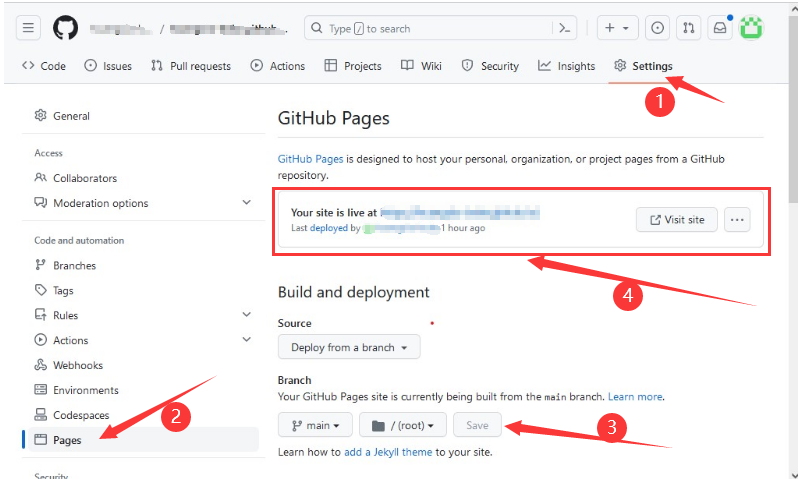 /
Type / to search
Code Issues Pull requests Actions Projects Wiki Security Insights Settings
1
General
Access
Collaborators
Moderation options
Code and automation
Branches
Tags
Rules
Actions
Webhooks
Environments
Codespaces
2
Pages
Security
GitHub Pages
GitHub Pages is designed to host your personal, organization, or project pages from a GitHub
repository.
Your site is live at
Visit site
Last deployed by 1 hour ago
4
Build and deployment
Source
Deploy from a branch
Branch
Your GitHub Pages site is currently being built from the main branch. Learn more.
main / (root) Save
3
Learn how to add a Jekyll theme to your site.